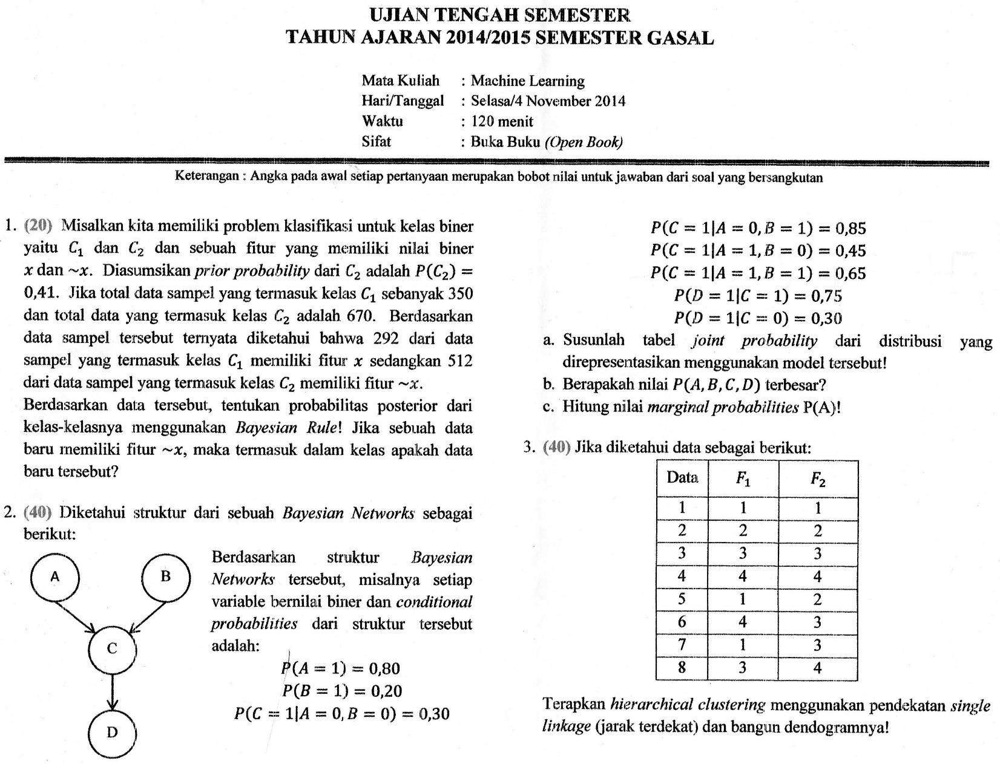 UJIAN TENGAH SEMESTER
TAHUN AJARAN 2014/2015 SEMESTER GASAL
Mata Kuliah : Machine Learning
Hari/Tanggal : Selasa/4 November 2014
Waktu : 120 menit
Sifat : Buka Buku (Open Book)
Keterangan : Angka pada awal setiap pertanyaan merupakan bobot nilai untuk jawaban dari soal yang bersangkutan
1. (20) Misalkan kita memiliki problem klasifikasi untuk kelas biner
yaitu C₁ dan C₂ dan sebuah fitur yang memiliki nilai biner
x dan ~x. Diasumsikan prior probability dari C₂ adalah P(C₂) =
0,41. Jika total data sampel yang termasuk kelas C₁ sebanyak 350
dan total data yang termasuk kelas C₂ adalah 670. Berdasarkan
data sampel tersebut ternyata diketahui bahwa 292 dari data
sampel yang termasuk kelas C₁ memiliki fitur x sedangkan 512
dari data sampel yang termasuk kelas C₂ memiliki fitur ~x.
Berdasarkan data tersebut, tentukan probabilitas posterior dari
kelas-kelasnya menggunakan Bayesian Rule! Jika sebuah data
baru memiliki fitur ~x, maka termasuk dalam kelas apakah data
baru tersebut?
2. (40) Diketahui struktur dari sebuah Bayesian Networks sebagai
berikut:
A
B
C
D
Berdasarkan struktur Bayesian
Networks tersebut, misalnya setiap
variable bernilai biner dan conditional
probabilities dari struktur tersebut
adalah:
P(A = 1) = 0,80
P(B = 1) = 0,20
P(C = 1|A = 0, B = 0) = 0,30
P(C = 1|A = 0, B = 1) = 0,85
P(C = 1|A = 1, B = 0) = 0,45
P(C = 1|A = 1, B = 1) = 0,65
P(D = 1|C = 1) = 0,75
P(D = 1|C = 0) = 0,30
a. Susunlah tabel joint probability dari distribusi yang
direpresentasikan menggunakan model tersebut!
b. Berapakah nilai P(A, B, C, D) terbesar?
c. Hitung nilai marginal probabilities P(A)!
3. (40) Jika diketahui data sebagai berikut:
Data F₁ F₂
1 1 1
2 2 2
3 3 3
4 4 4
5 1 2
6 4 3
7 1 3
8 3 4
Terapkan hierarchical clustering menggunakan pendekatan single
linkage (jarak terdekat) dan bangun dendogramnya!